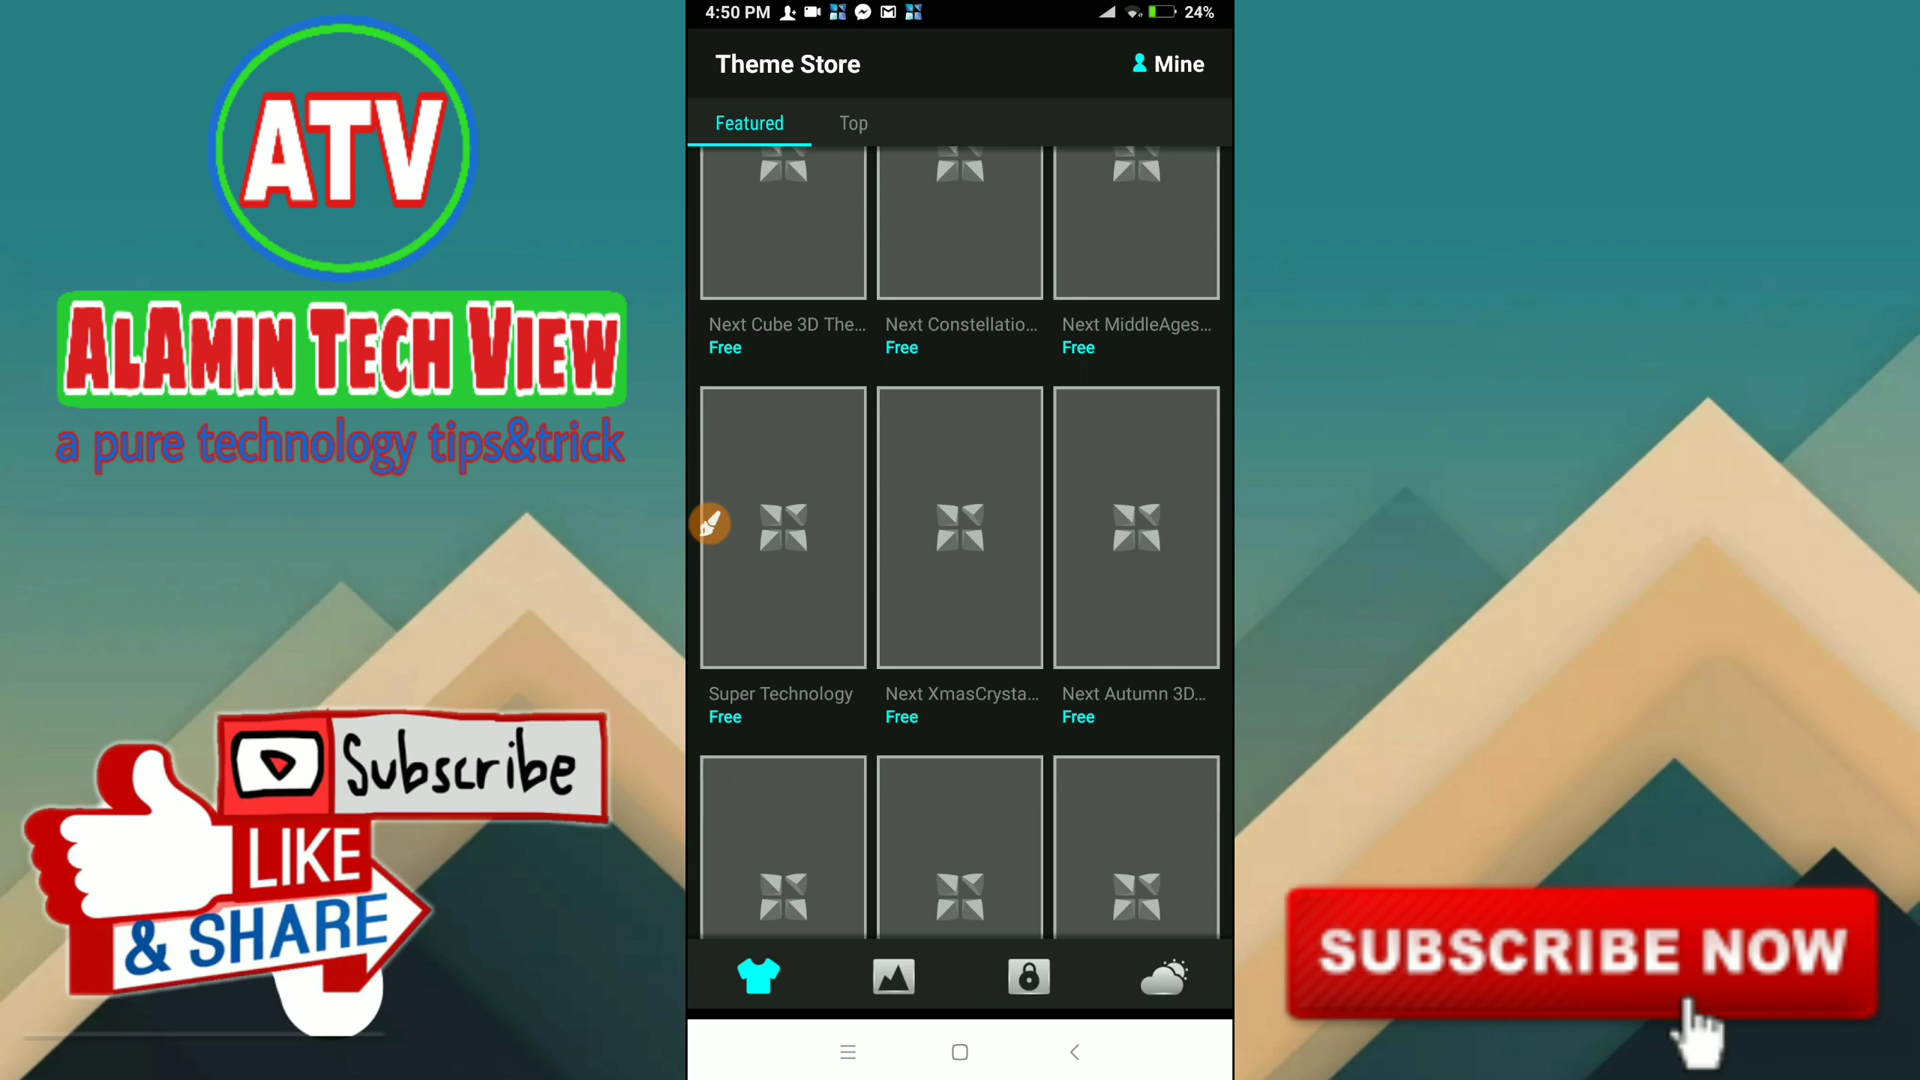 ATV
ALAMIN TECH VIEW
a pure technology tips&trick
Subscribe
LIKE
& SHARE
4:50 PM
24%
Theme Store
Mine
Featured
Top
Next Cube 3D The...
Next Constellatio...
Next MiddleAges...
Free
Free
Free
Super Technology
Next XmasCrysta...
Next Autumn 3D...
Free
Free
Free
SUBSCRIBE NOW